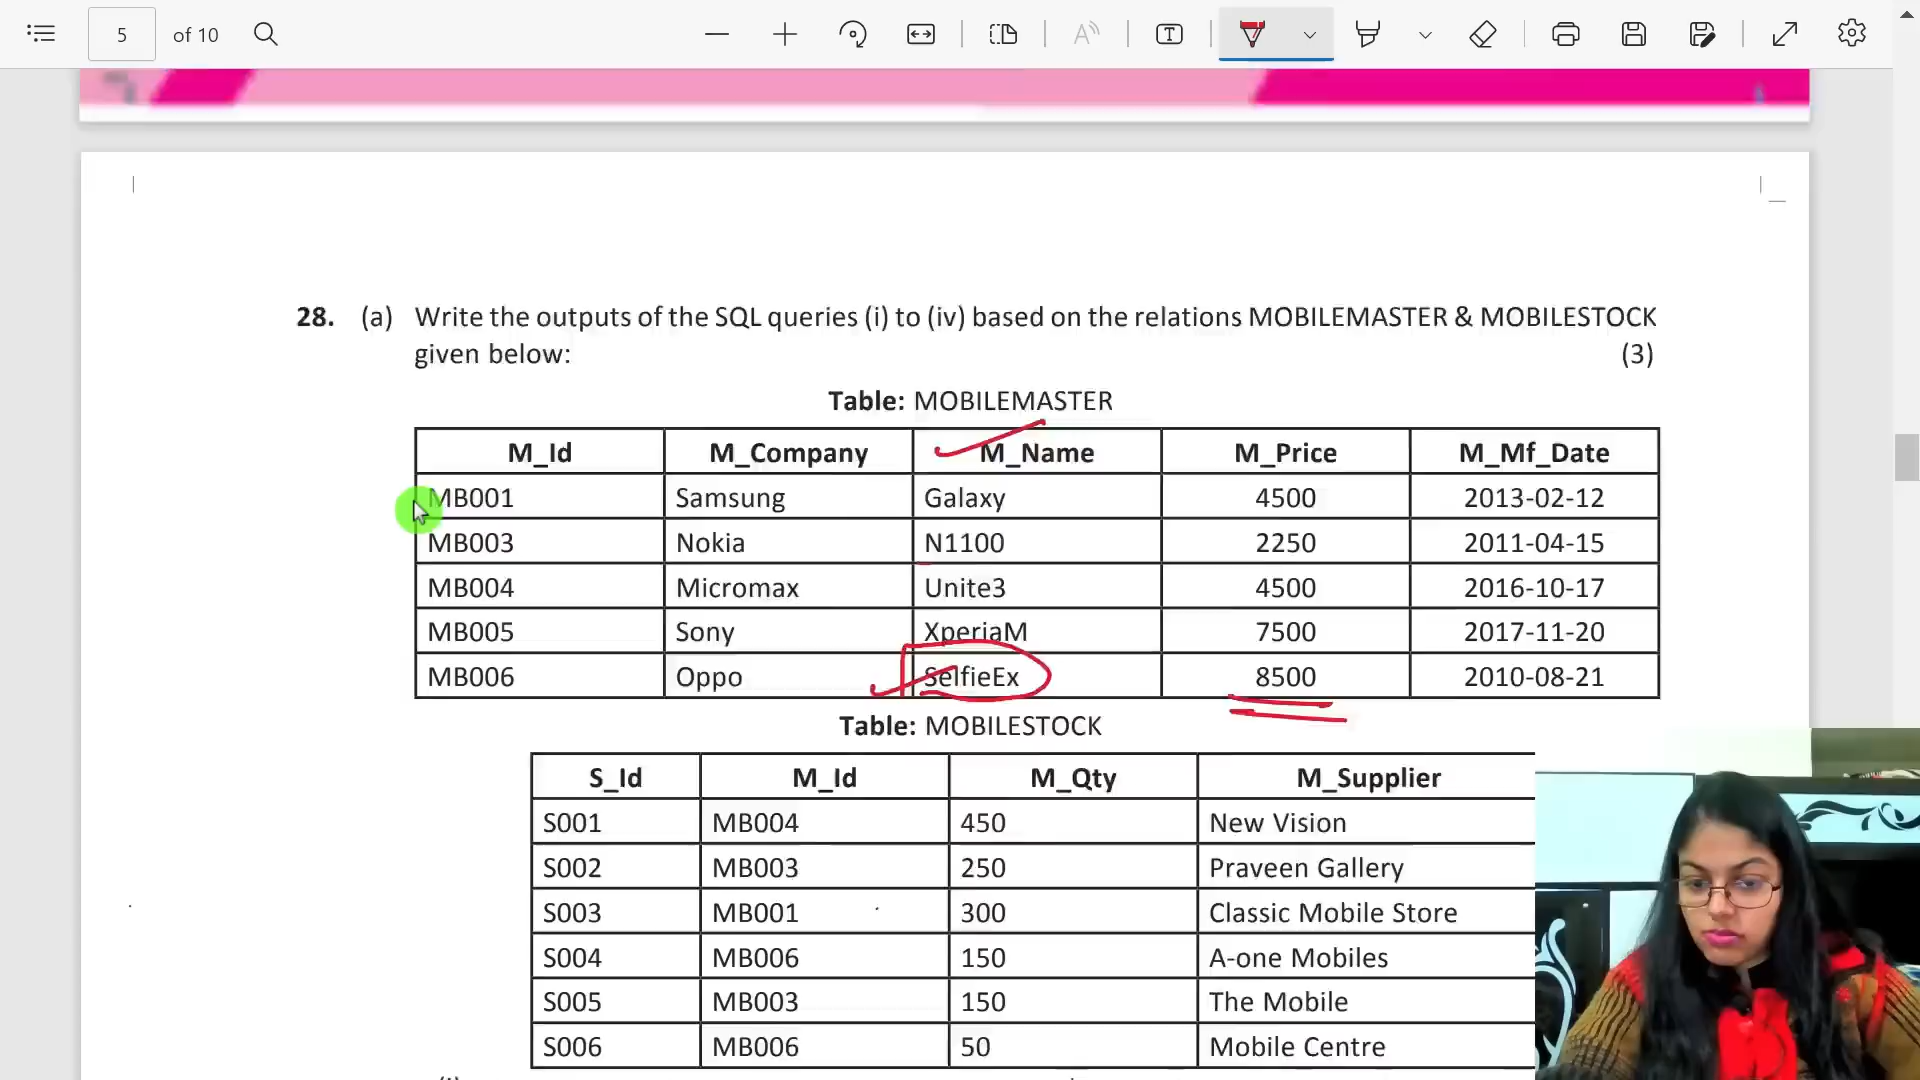 5 of 10
28. (a) Write the outputs of the SQL queries (i) to (iv) based on the relations MOBILEMASTER & MOBILESTOCK
given below: (3)
Table: MOBILEMASTER
M_Id M_Company M_Name M_Price M_Mf_Date
MB001 Samsung Galaxy 4500 2013-02-12
MB003 Nokia N1100 2250 2011-04-15
MB004 Micromax Unite3 4500 2016-10-17
MB005 Sony XperiaM 7500 2017-11-20
MB006 Oppo SelfieEx 8500 2010-08-21
Table: MOBILESTOCK
S_Id M_Id M_Qty M_Supplier
S001 MB004 450 New Vision
S002 MB003 250 Praveen Gallery
S003 MB001 300 Classic Mobile Store
S004 MB006 150 A-one Mobiles
S005 MB003 150 The Mobile
S006 MB006 50 Mobile Centre